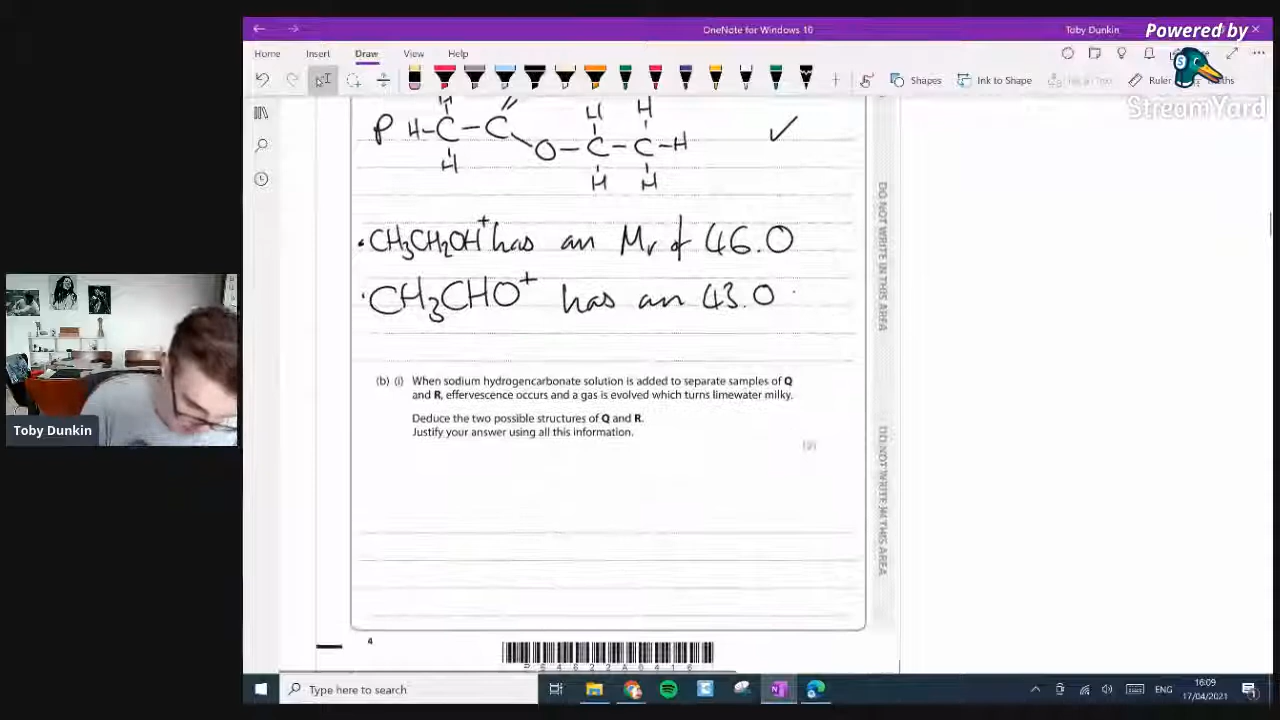 OneNote for Windows 10
Toby Dunkin
Powered by
StreamYard
Home Insert Draw View Help
Shapes
Ink to Shape
Ruler
P H-C-C
H
O-C-C-H
H H
H H
✓
• CH3CH2OH+ has an Mr of 46.0
• CH3CHO+ has an 43.0
(b) (i) When sodium hydrogencarbonate solution is added to separate samples of Q
and R, effervescence occurs and a gas is evolved which turns limewater milky.
Deduce the two possible structures of Q and R.
Justify your answer using all this information.
(2)
DO NOT WRITE IN THIS AREA
DO NOT WRITE IN THIS AREA
4
Toby Dunkin
Type here to search
ENG
16:09
17/04/2021